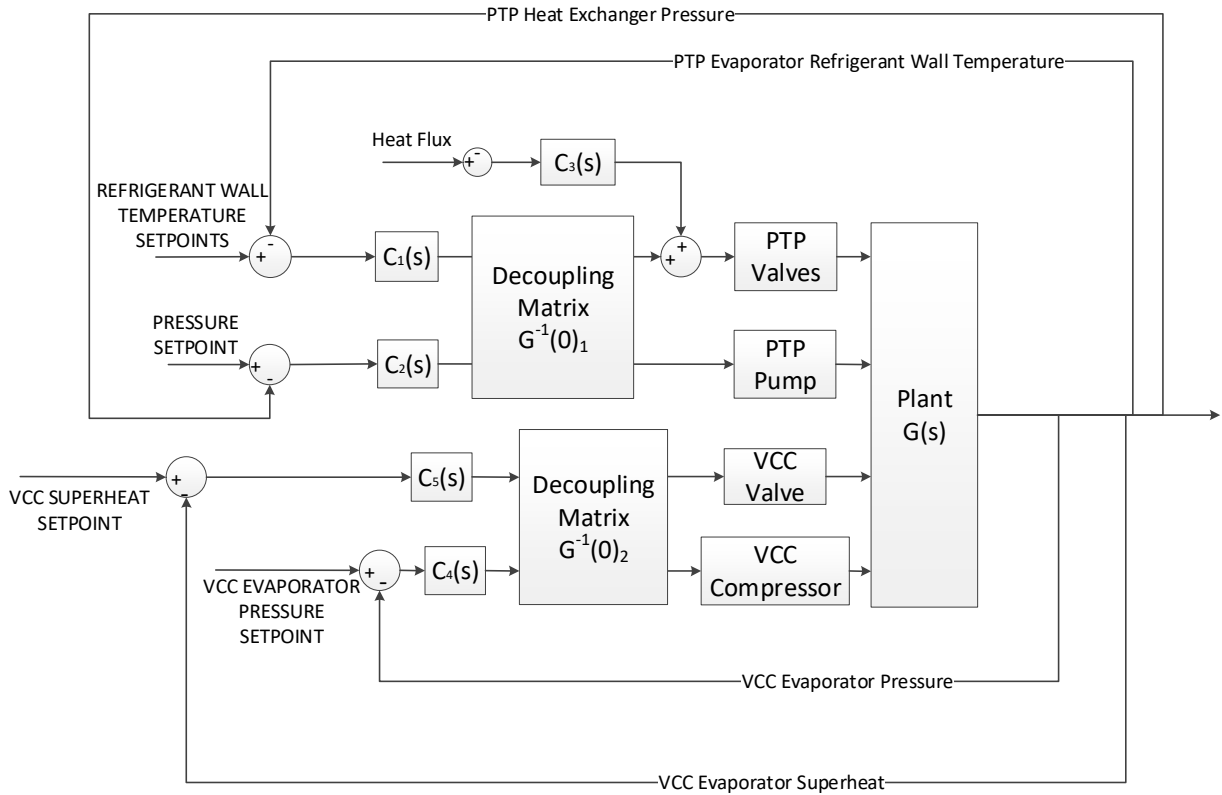 PTP Heat Exchanger Pressure
PTP Evaporator Refrigerant Wall Temperature
Heat Flux
+
-
C₃(s)
REFRIGERANT WALL
TEMPERATURE
SETPOINTS
+
-
C₁(s)
Decoupling
Matrix
G⁻¹(0)₁
+
+
PTP
Valves
PRESSURE
SETPOINT
+
-
C₂(s)
PTP
Pump
Plant
G(s)
VCC SUPERHEAT
SETPOINT
+
-
C₅(s)
Decoupling
Matrix
G⁻¹(0)₂
VCC
Valve
VCC EVAPORATOR
PRESSURE
SETPOINT
+
-
C₄(s)
VCC
Compressor
VCC Evaporator Pressure
VCC Evaporator Superheat